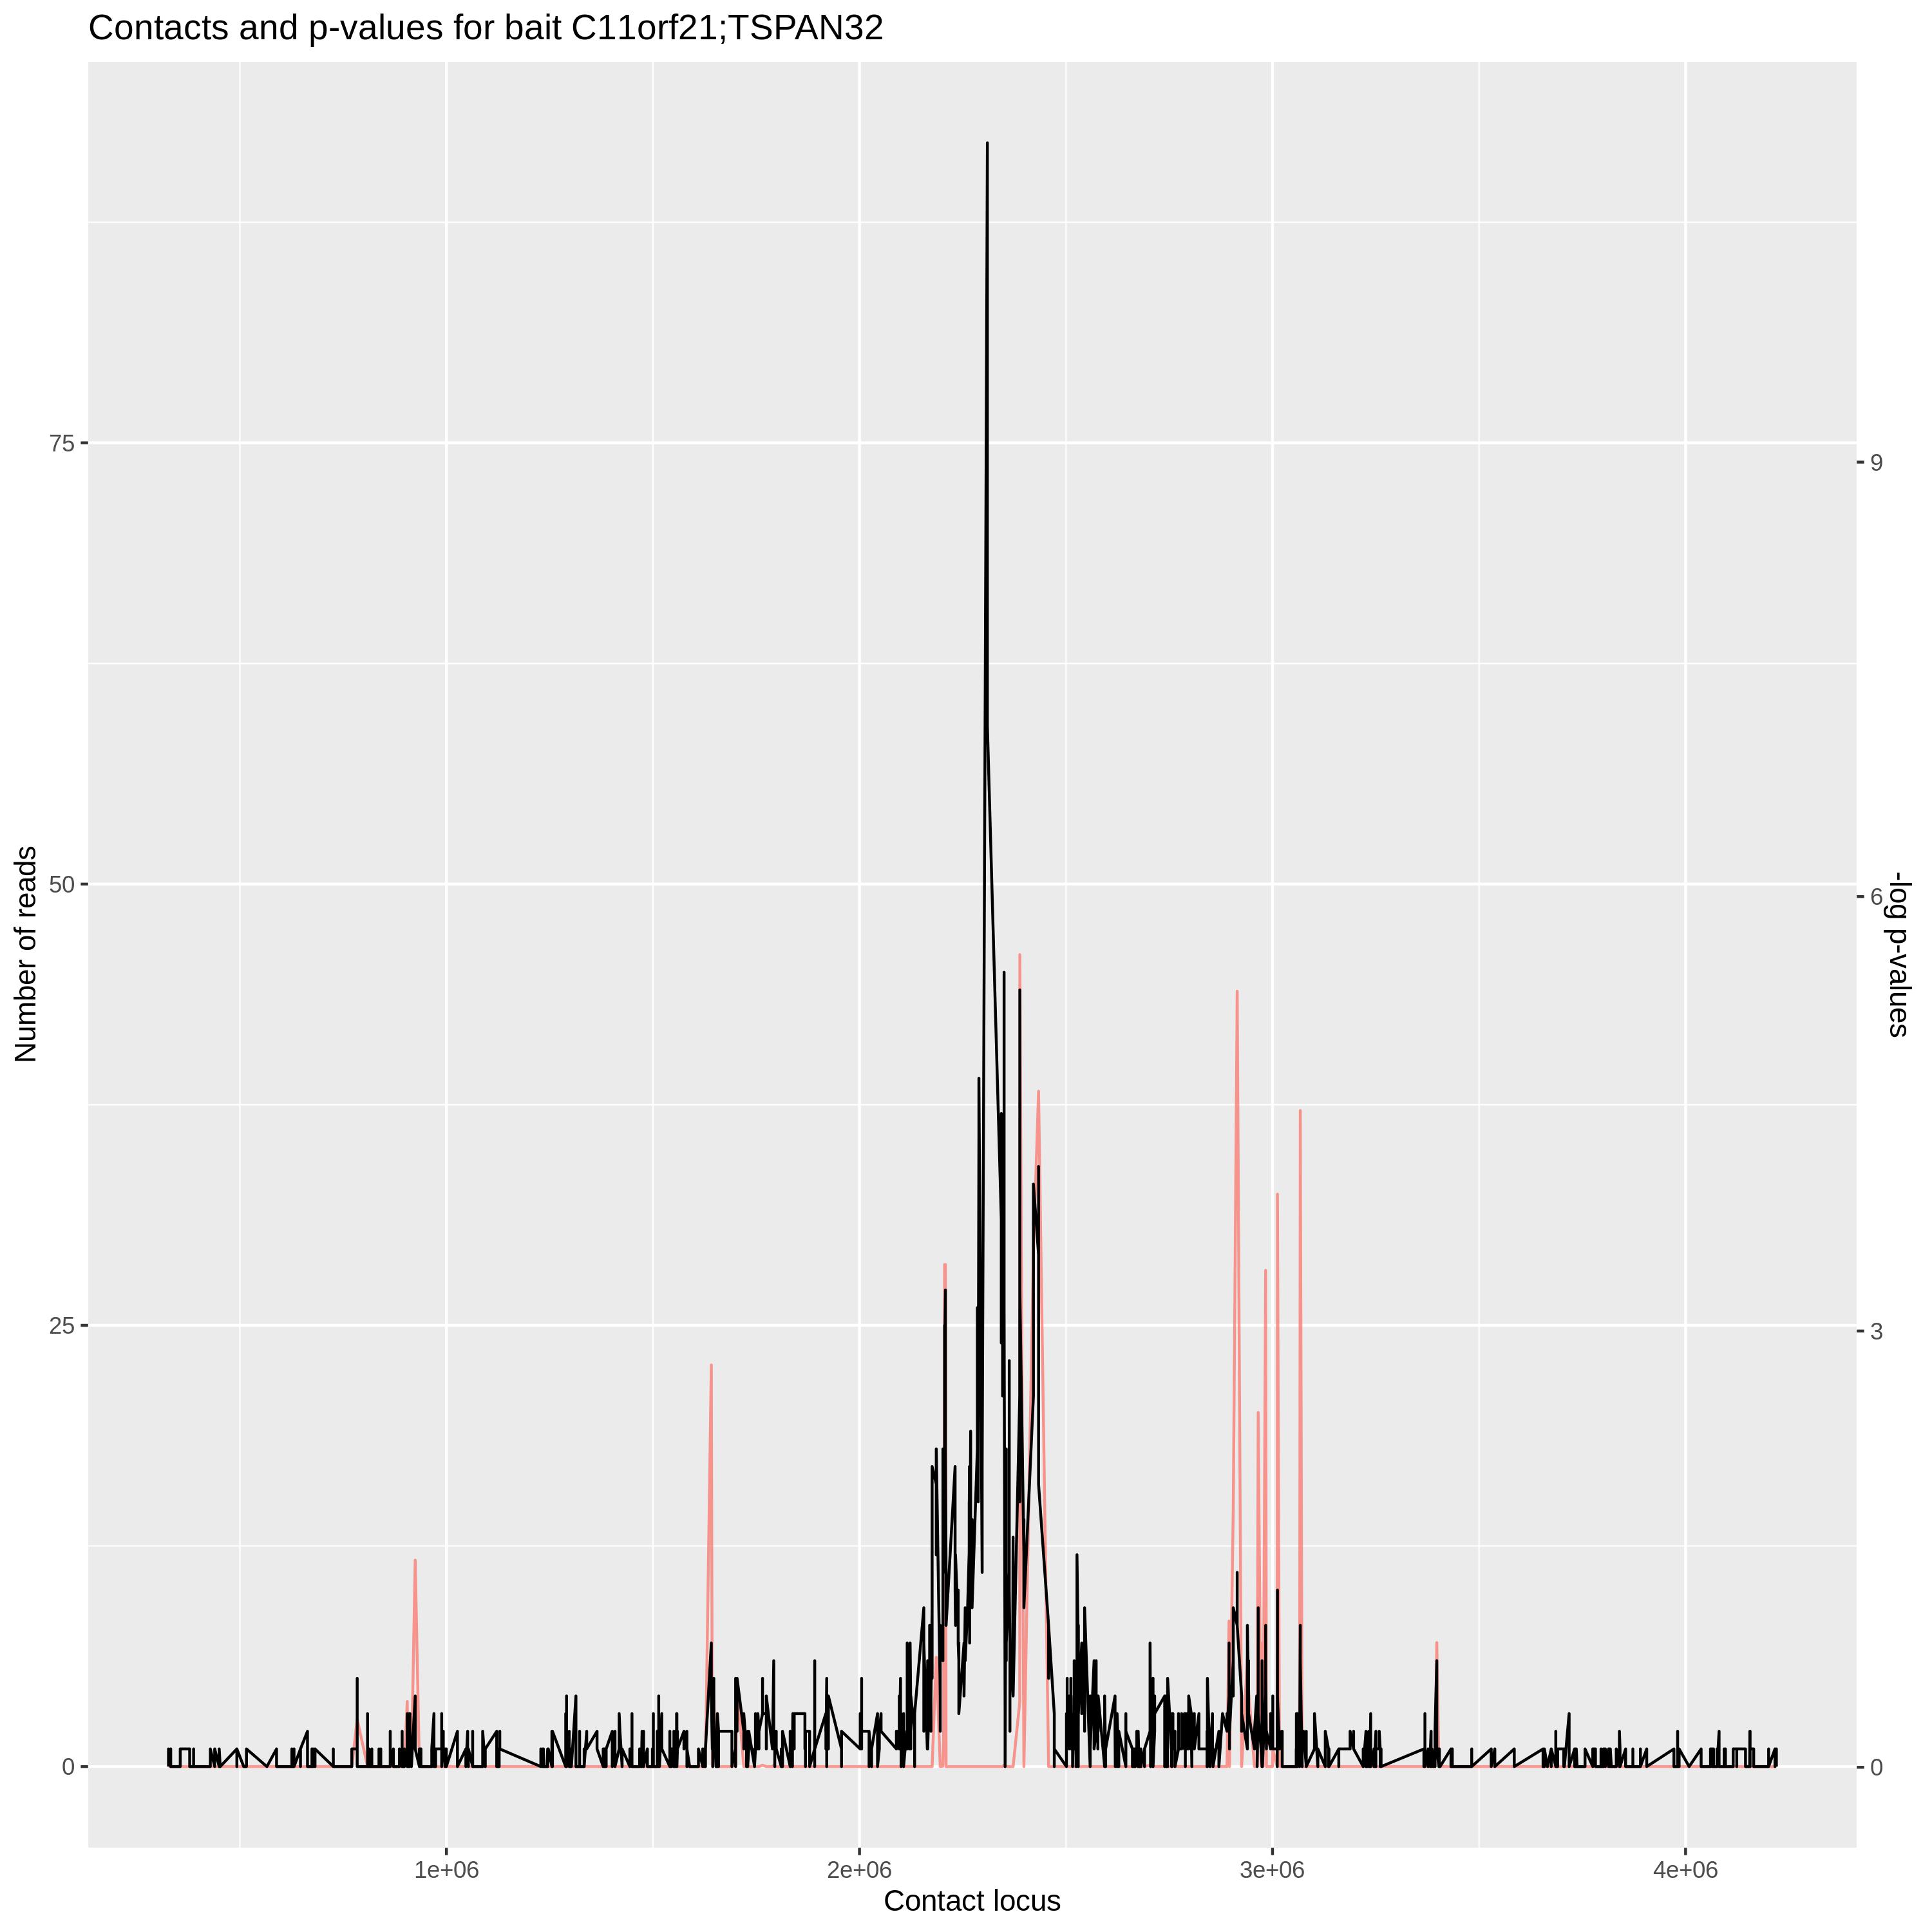 Contacts and p-values for bait C11orf21;TSPAN32
Number of reads
75
50
25
0
9
6
3
0
-log p-values
1e+06
2e+06
3e+06
4e+06
Contact locus